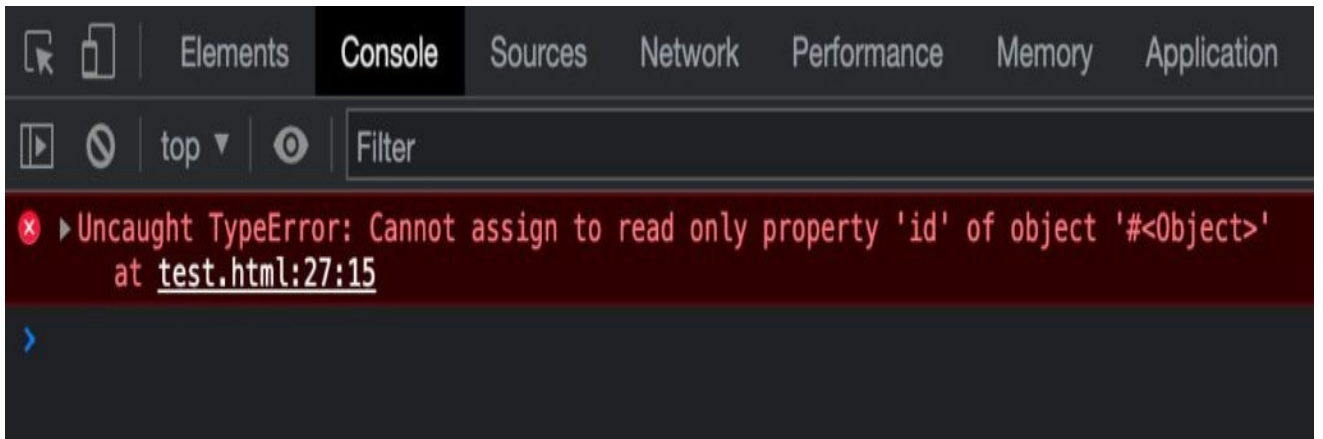 Elements Console Sources Network Performance Memory Application
top ▼ Filter
Uncaught TypeError: Cannot assign to read only property 'id' of object '#<Object>'
at test.html:27:15